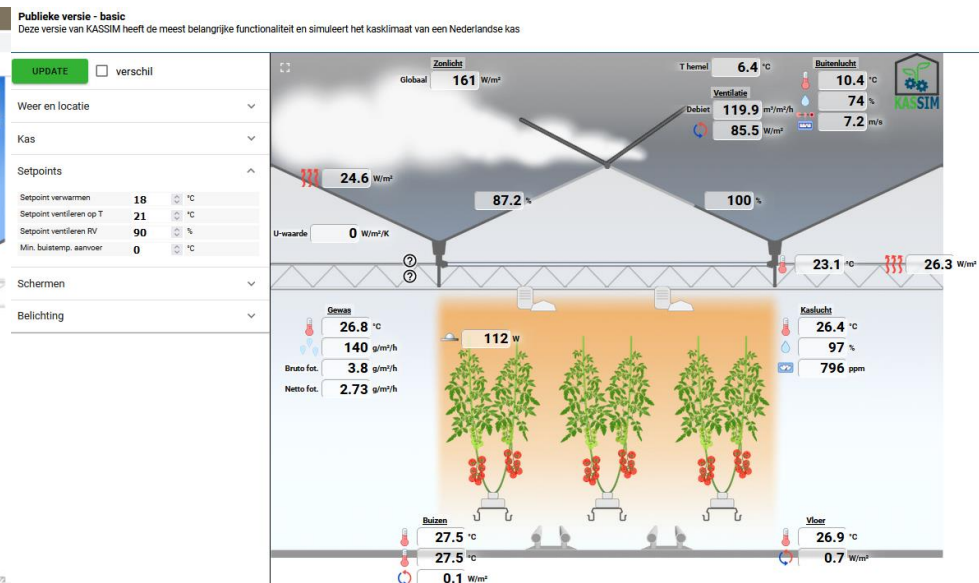 Publieke versie - basic
Deze versie van KASSIM heeft de meest belangrijke functionaliteit en simuleert het kasklimaat van een Nederlandse kas
UPDATE verschil
Weer en locatie
Kas
Setpoints
Setpoint verwarmen 18 °C
Setpoint ventileren op T 21 °C
Setpoint ventileren RV 90 %
Min. buistemp. aanvoer 0 °C
Schermen
Belichting
Zonlicht
Globaal 161 W/m²
T hemel 6.4 °C
Ventilatie
Debiet 119.9 m³/m²/h
85.5 W/m²
Buitenlucht
10.4 °C
74 %
7.2 m/s
KASSIM
24.6 W/m²
87.2 %
100 %
U-waarde 0 W/m²/K
?
?
23.1 °C
26.3 W/m²
Gewas
26.8 °C
140 g/m²/h
Bruto fot. 3.8 g/m²/h
Netto fot. 2.73 g/m²/h
112 W
Kaslucht
26.4 °C
97 %
796 ppm
Buizen
27.5 °C
27.5 °C
0.1 W/m²
Vloer
26.9 °C
0.7 W/m²